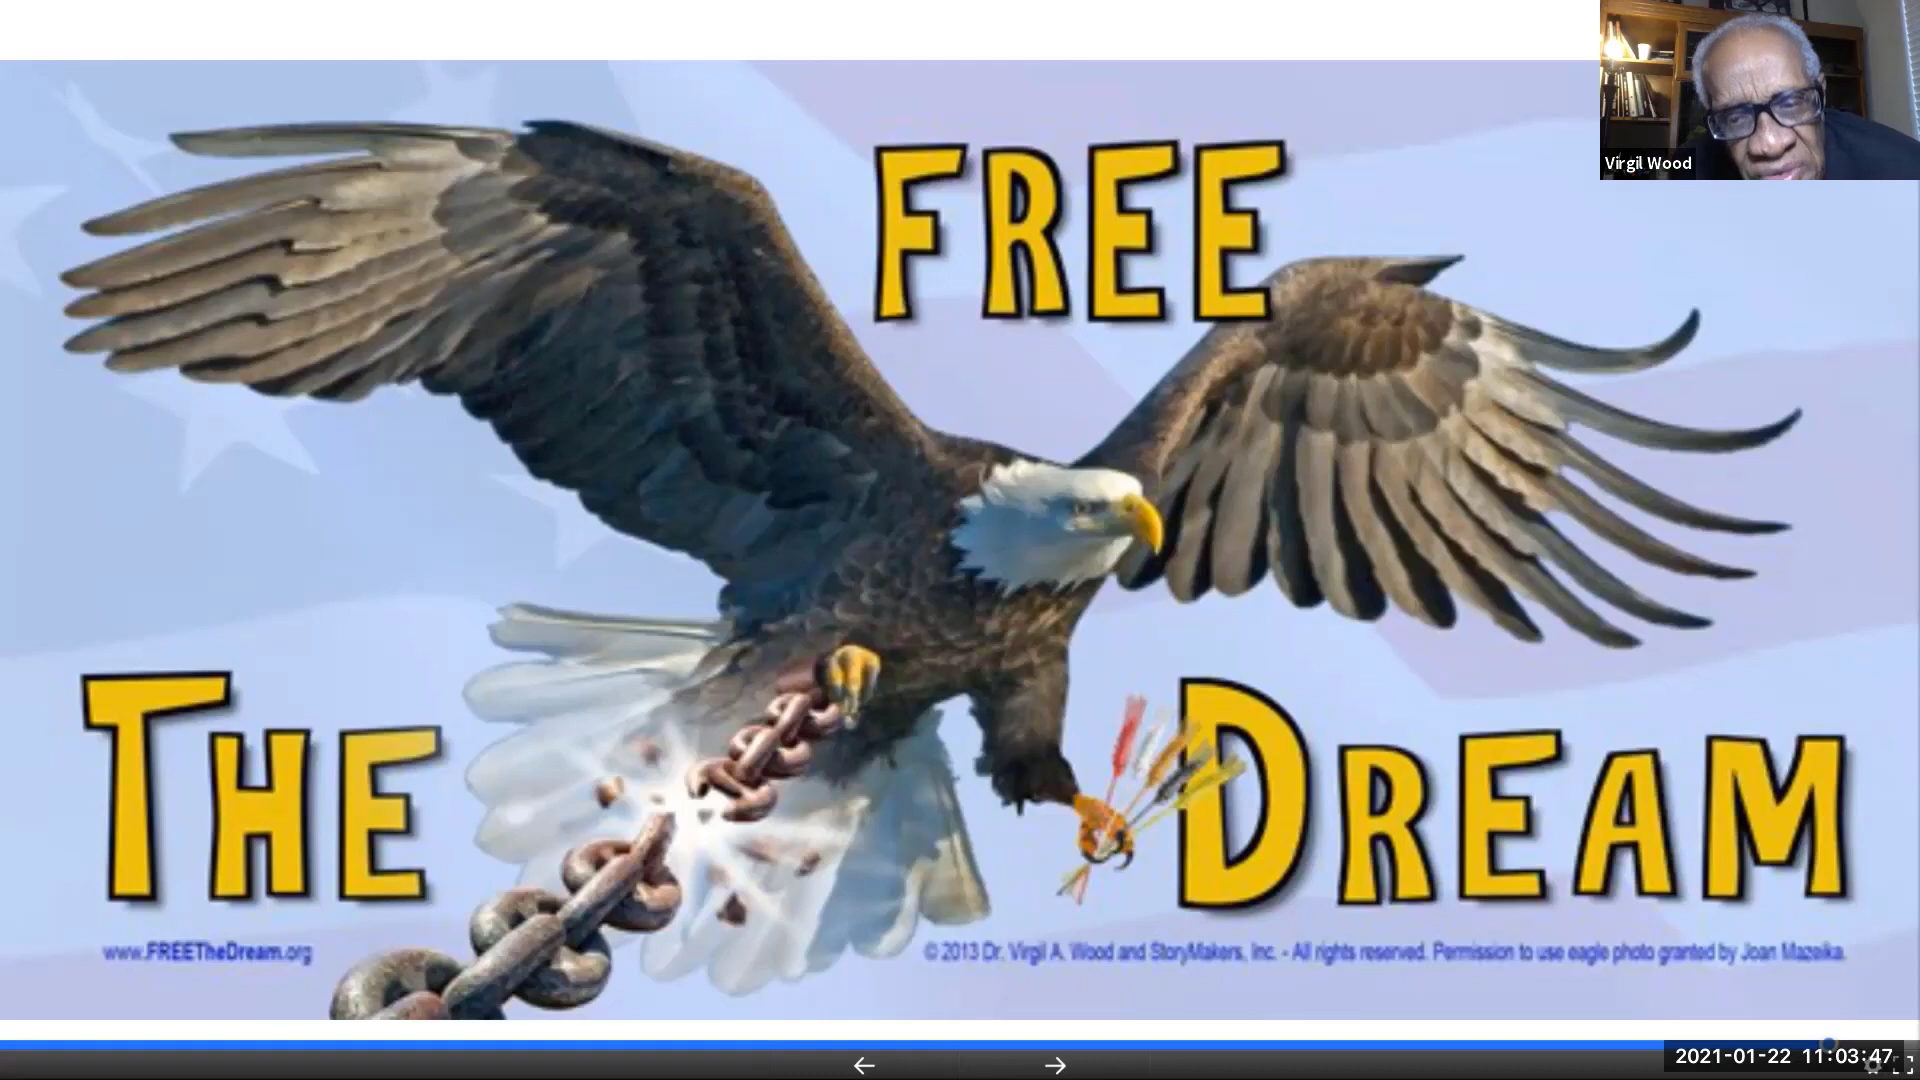 Virgil Wood
FREE
THE DREAM
www.FREETheDream.org
© 2013 Dr. Virgil A. Wood and StoryMakers, Inc. - All rights reserved. Permission to use eagle photo granted by Joan Mazeika.
2021-01-22 11:03:47